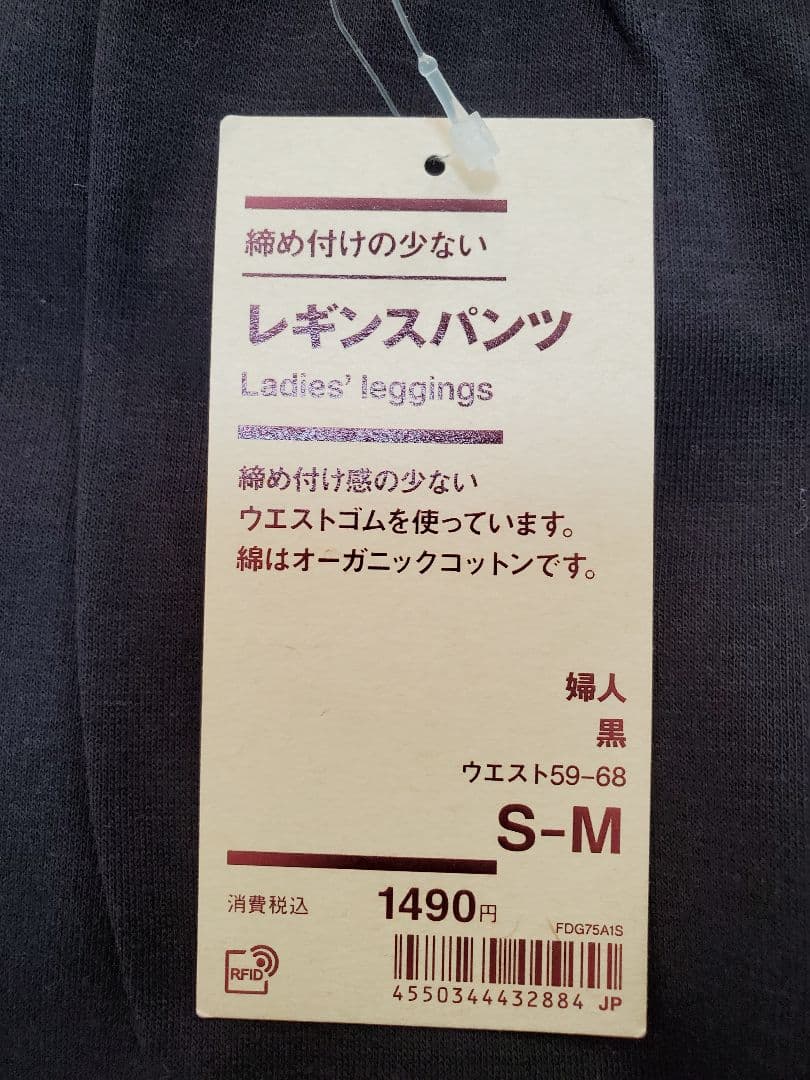 締め付けの少ない
レギンスパンツ
Ladies' leggings
締め付け感の少ない
ウエストゴムを使っています。
綿はオーガニックコットンです。
婦人
黒
ウエスト59-68
S-M
消費税込 1490円
FDG75A1S
RFID
4550344432884 JP